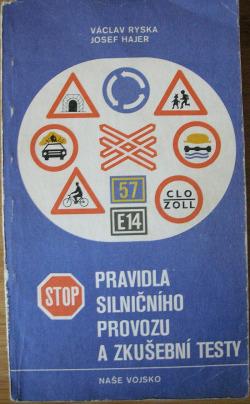 VÁCLAV RYSKA
JOSEF HAJER
57
E14
CLO
ZOLL
STOP
PRAVIDLA
SILNIČNÍHO
PROVOZU
A ZKUŠEBNÍ TESTY
NAŠE VOJSKO